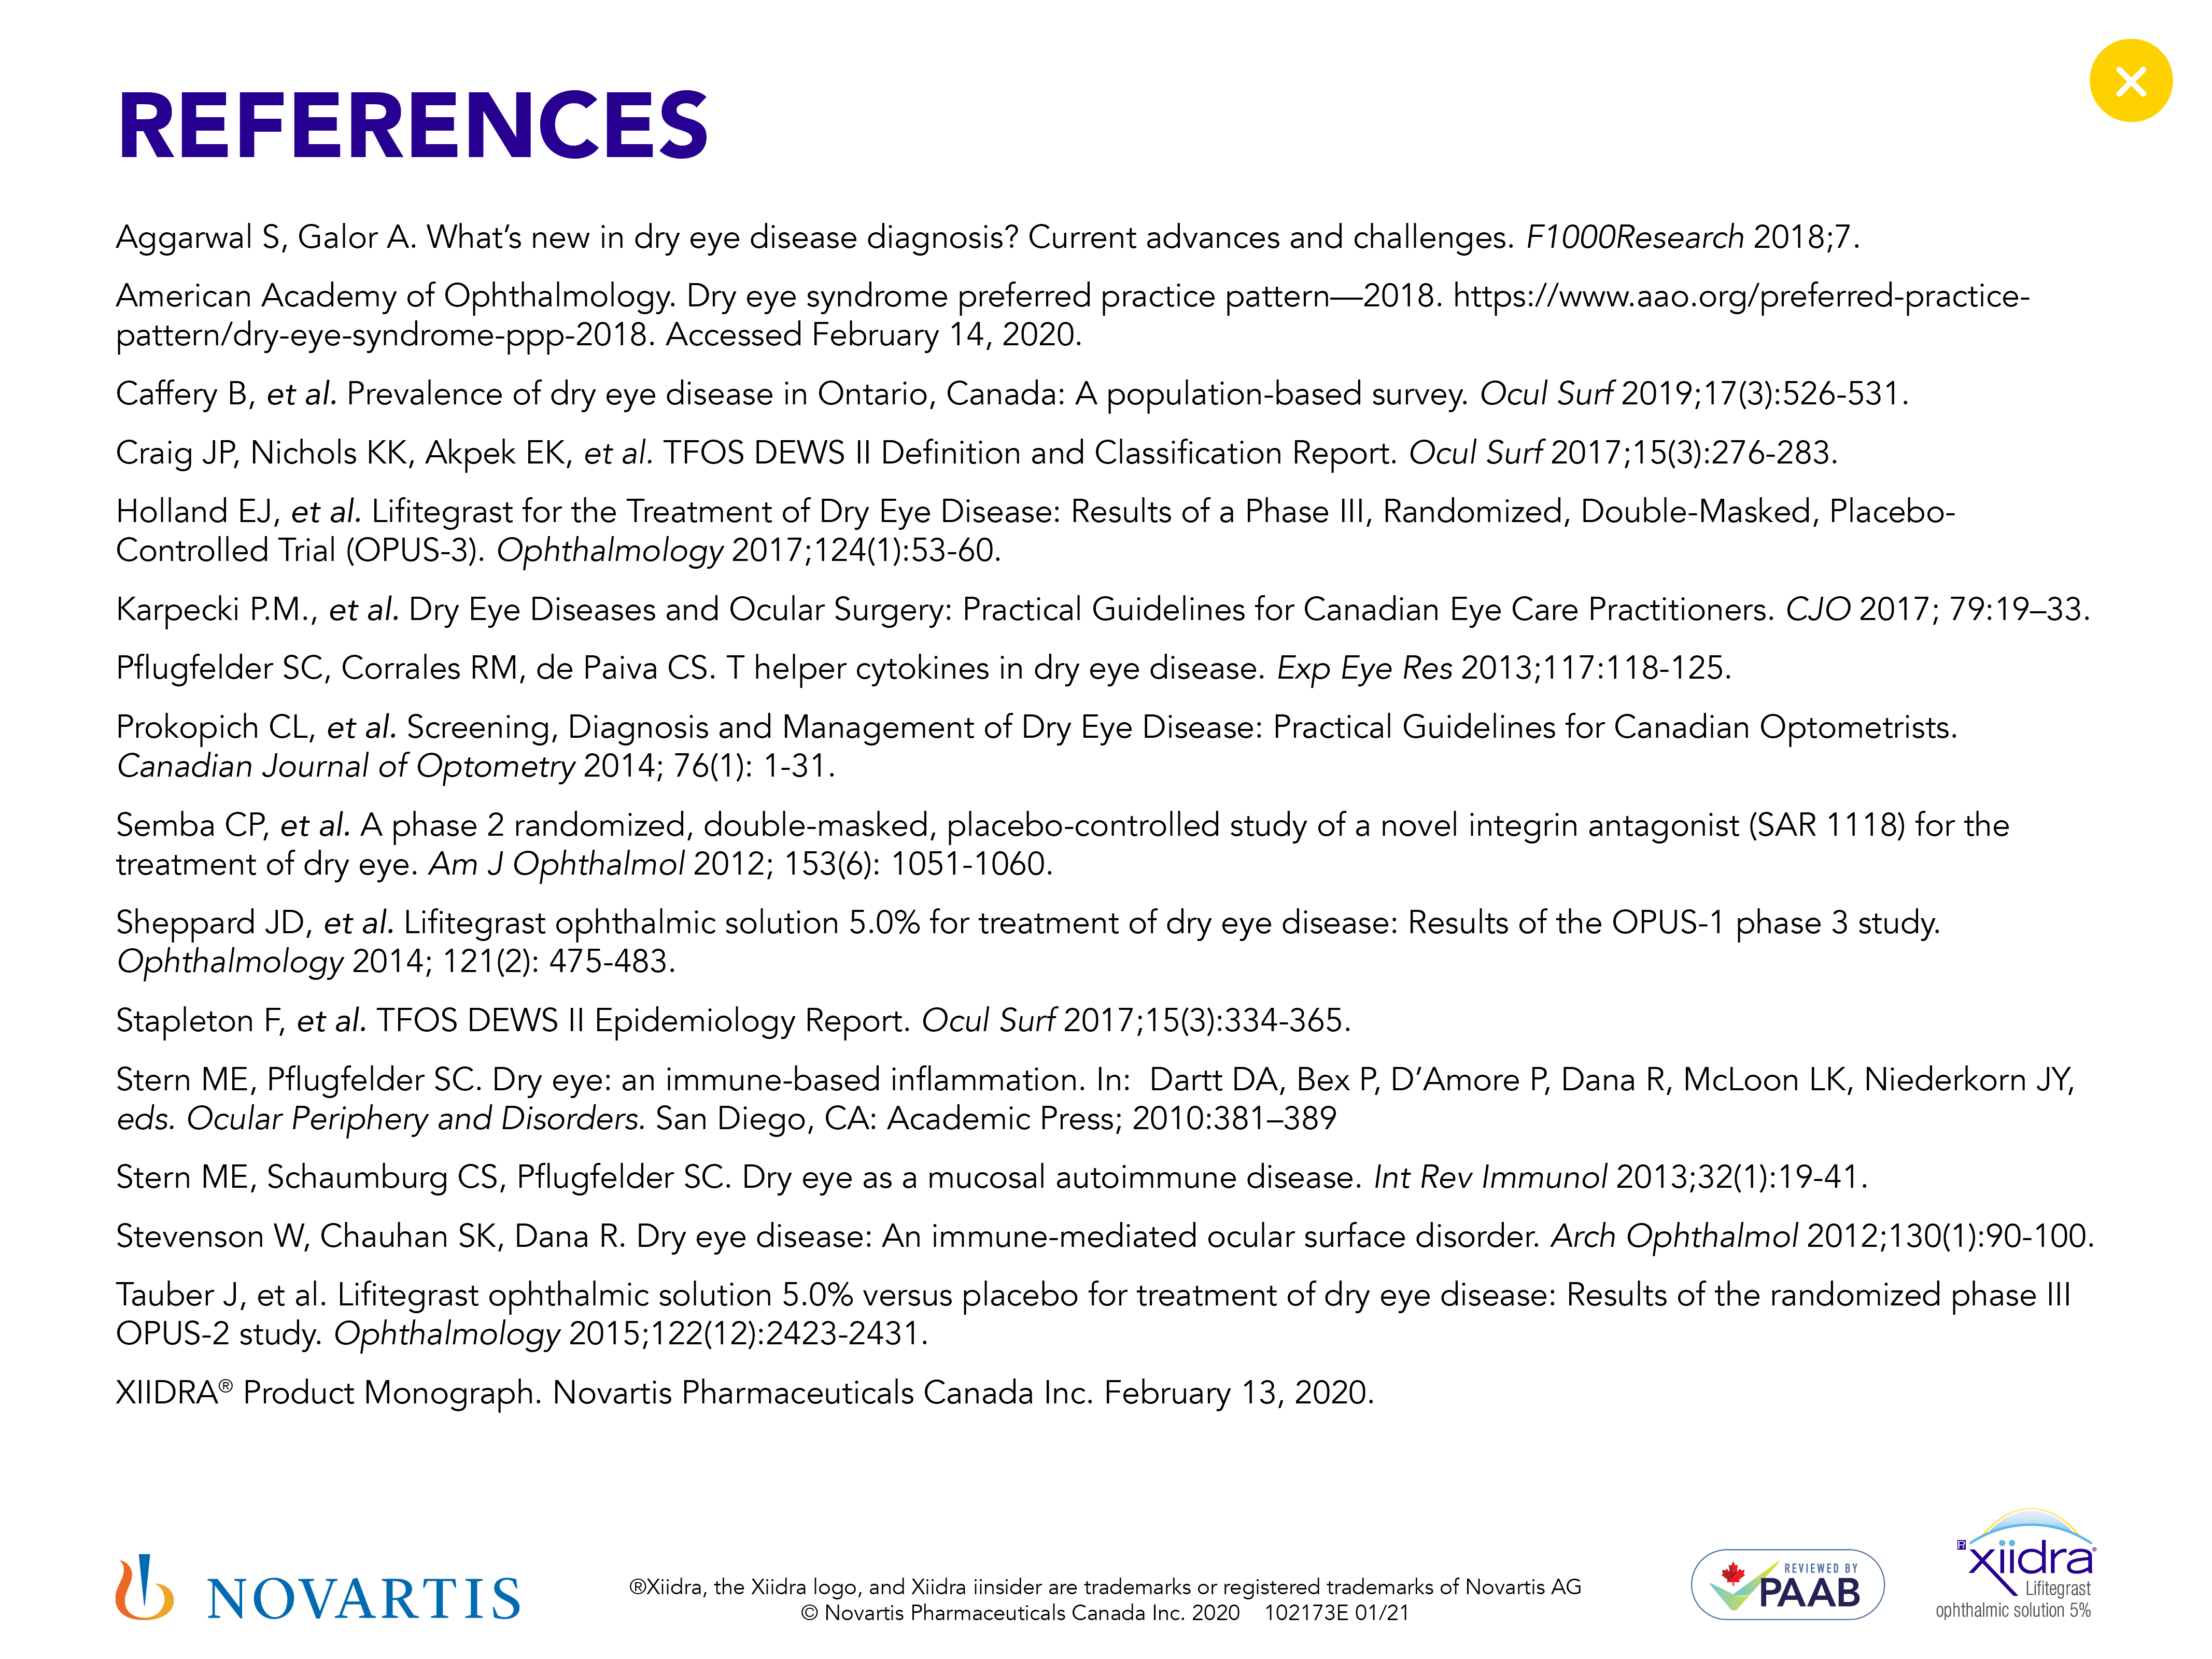 REFERENCES
Aggarwal S, Galor A. What’s new in dry eye disease diagnosis? Current advances and challenges. F1000Research 2018;7.
American Academy of Ophthalmology. Dry eye syndrome preferred practice pattern—2018. https://www.aao.org/preferred-practice-
pattern/dry-eye-syndrome-ppp-2018. Accessed February 14, 2020.
Caffery B, et al. Prevalence of dry eye disease in Ontario, Canada: A population-based survey. Ocul Surf 2019;17(3):526-531.
Craig JP, Nichols KK, Akpek EK, et al. TFOS DEWS II Definition and Classification Report. Ocul Surf 2017;15(3):276-283.
Holland EJ, et al. Lifitegrast for the Treatment of Dry Eye Disease: Results of a Phase III, Randomized, Double-Masked, Placebo-
Controlled Trial (OPUS-3). Ophthalmology 2017;124(1):53-60.
Karpecki P.M., et al. Dry Eye Diseases and Ocular Surgery: Practical Guidelines for Canadian Eye Care Practitioners. CJO 2017; 79:19–33.
Pflugfelder SC, Corrales RM, de Paiva CS. T helper cytokines in dry eye disease. Exp Eye Res 2013;117:118-125.
Prokopich CL, et al. Screening, Diagnosis and Management of Dry Eye Disease: Practical Guidelines for Canadian Optometrists.
Canadian Journal of Optometry 2014; 76(1): 1-31.
Semba CP, et al. A phase 2 randomized, double-masked, placebo-controlled study of a novel integrin antagonist (SAR 1118) for the
treatment of dry eye. Am J Ophthalmol 2012; 153(6): 1051-1060.
Sheppard JD, et al. Lifitegrast ophthalmic solution 5.0% for treatment of dry eye disease: Results of the OPUS-1 phase 3 study.
Ophthalmology 2014; 121(2): 475-483.
Stapleton F, et al. TFOS DEWS II Epidemiology Report. Ocul Surf 2017;15(3):334-365.
Stern ME, Pflugfelder SC. Dry eye: an immune-based inflammation. In:  Dartt DA, Bex P, D’Amore P, Dana R, McLoon LK, Niederkorn JY,
eds. Ocular Periphery and Disorders. San Diego, CA: Academic Press; 2010:381–389
Stern ME, Schaumburg CS, Pflugfelder SC. Dry eye as a mucosal autoimmune disease. Int Rev Immunol 2013;32(1):19-41.
Stevenson W, Chauhan SK, Dana R. Dry eye disease: An immune-mediated ocular surface disorder. Arch Ophthalmol 2012;130(1):90-100.
Tauber J, et al. Lifitegrast ophthalmic solution 5.0% versus placebo for treatment of dry eye disease: Results of the randomized phase III
OPUS-2 study. Ophthalmology 2015;122(12):2423-2431.
XIIDRA® Product Monograph. Novartis Pharmaceuticals Canada Inc. February 13, 2020.
NOVARTIS
®Xiidra, the Xiidra logo, and Xiidra iinsider are trademarks or registered trademarks of Novartis AG
© Novartis Pharmaceuticals Canada Inc. 2020 102173E 01/21
REVIEWED BY
PAAB
xiidra®
Lifitegrast
ophthalmic solution 5%